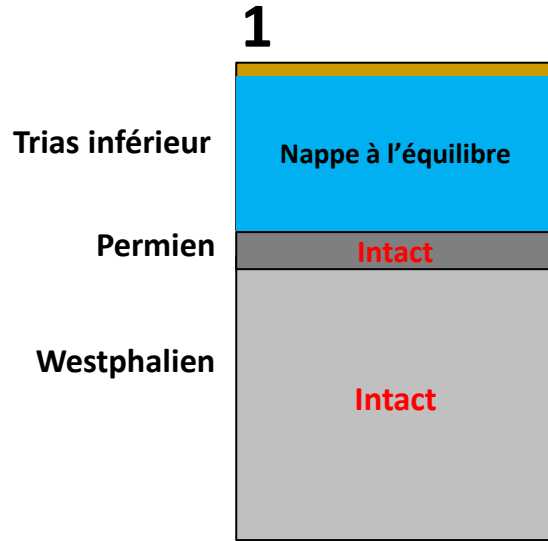 1
Trias inférieur
Nappe à l’équilibre
Permien
Intact
Westphalien
Intact